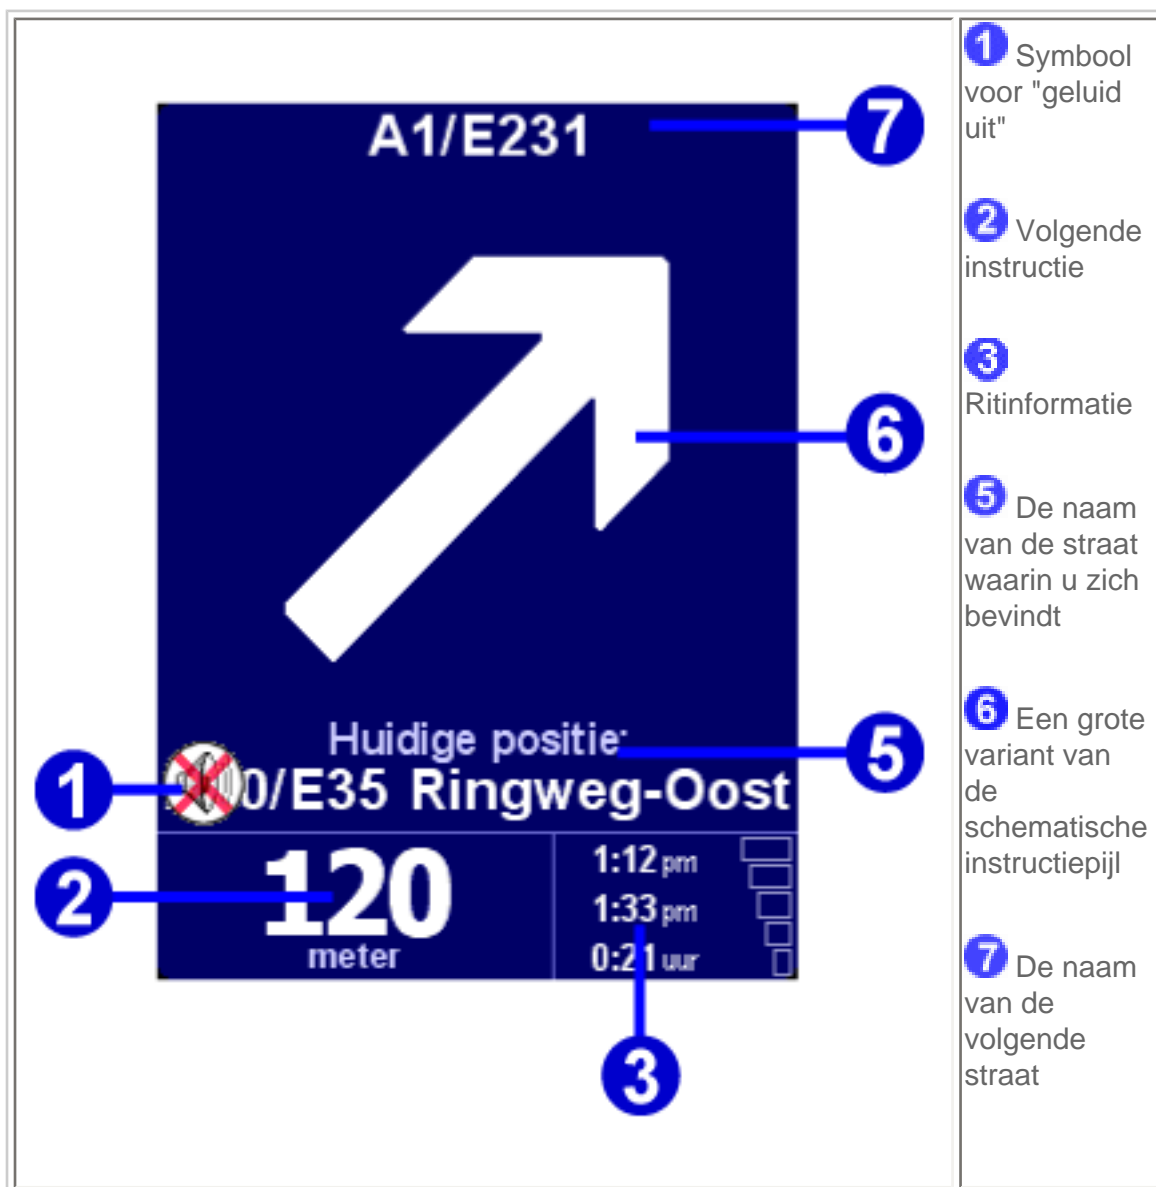 A1/E231
7
6
Huidige positie:
5
1
0/E35 Ringweg-Oost
2
120
meter
1:12 pm
1:33 pm
0:21 uur
3
1 Symbool
voor "geluid
uit"
2 Volgende
instructie
3
Ritinformatie
5 De naam
van de straat
waarin u zich
bevindt
6 Een grote
variant van
de
schematische
instructiepijl
7 De naam
van de
volgende
straat